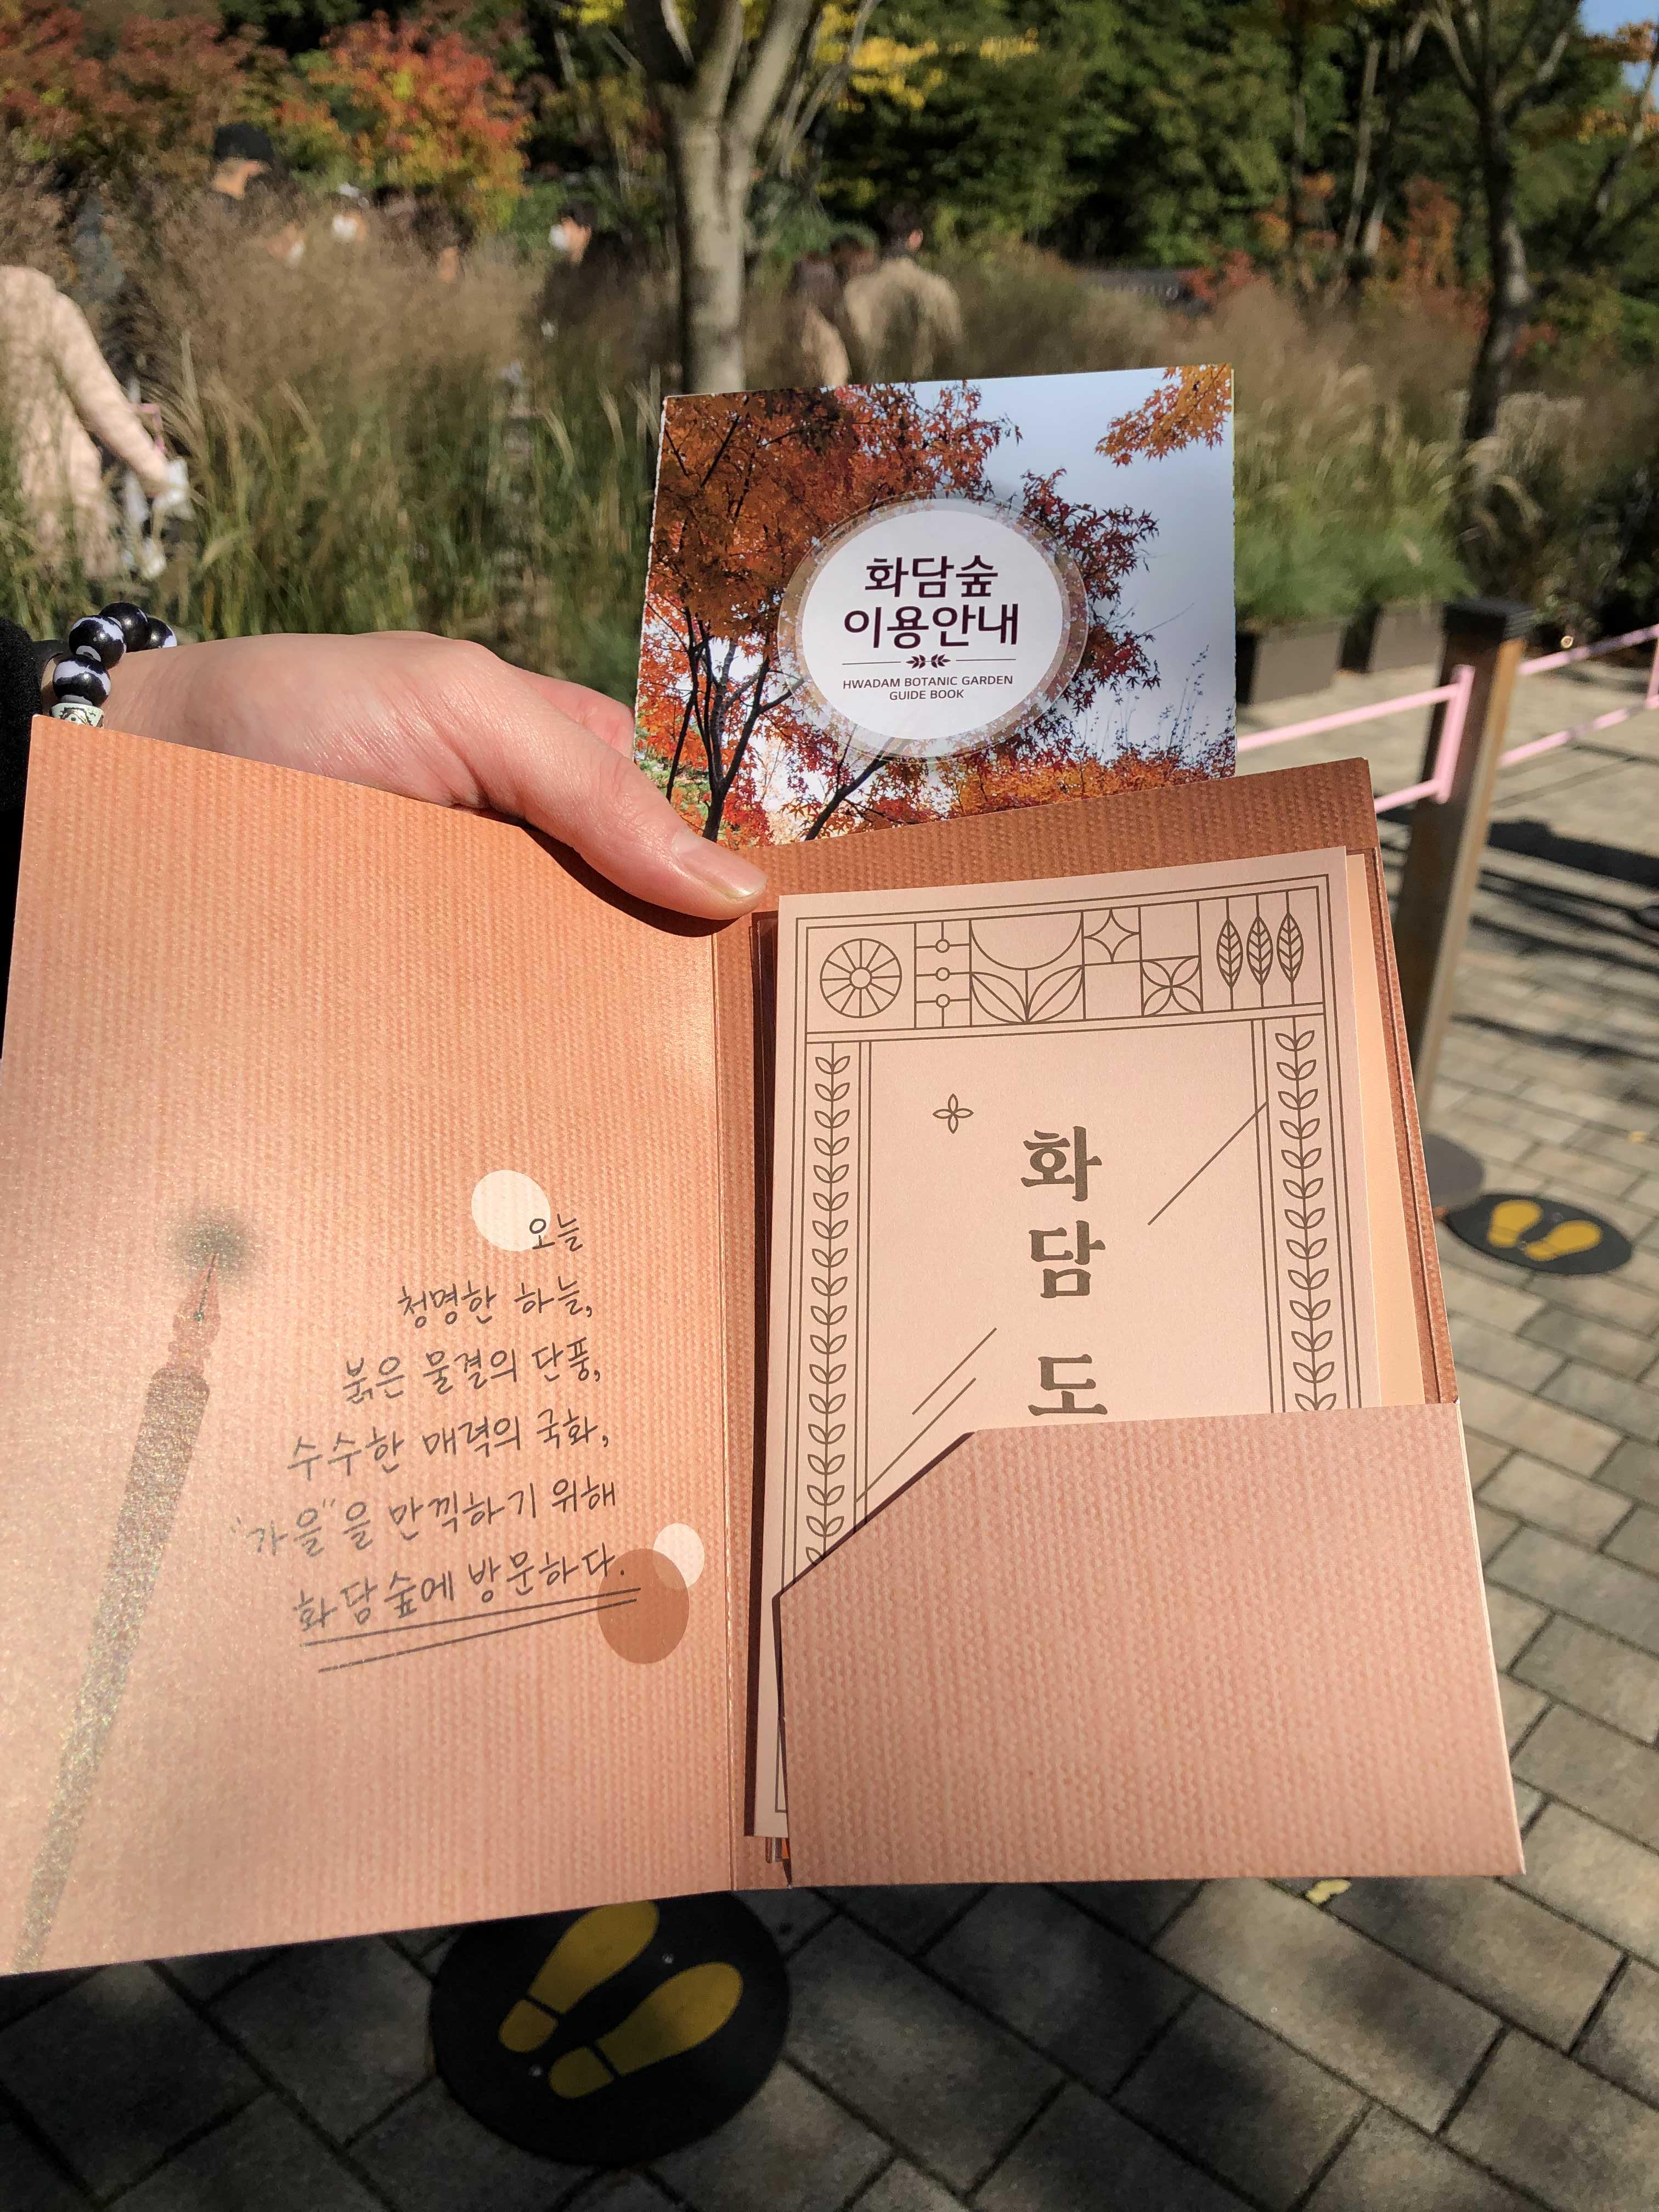 화담숲
이용안내
HWADAM BOTANIC GARDEN
GUIDE BOOK
오늘
청명한 하늘,
붉은 물결의 단풍,
수수한 매력의 국화,
"가을"을 만끽하기 위해
화담숲에 방문하다.
화
담
도